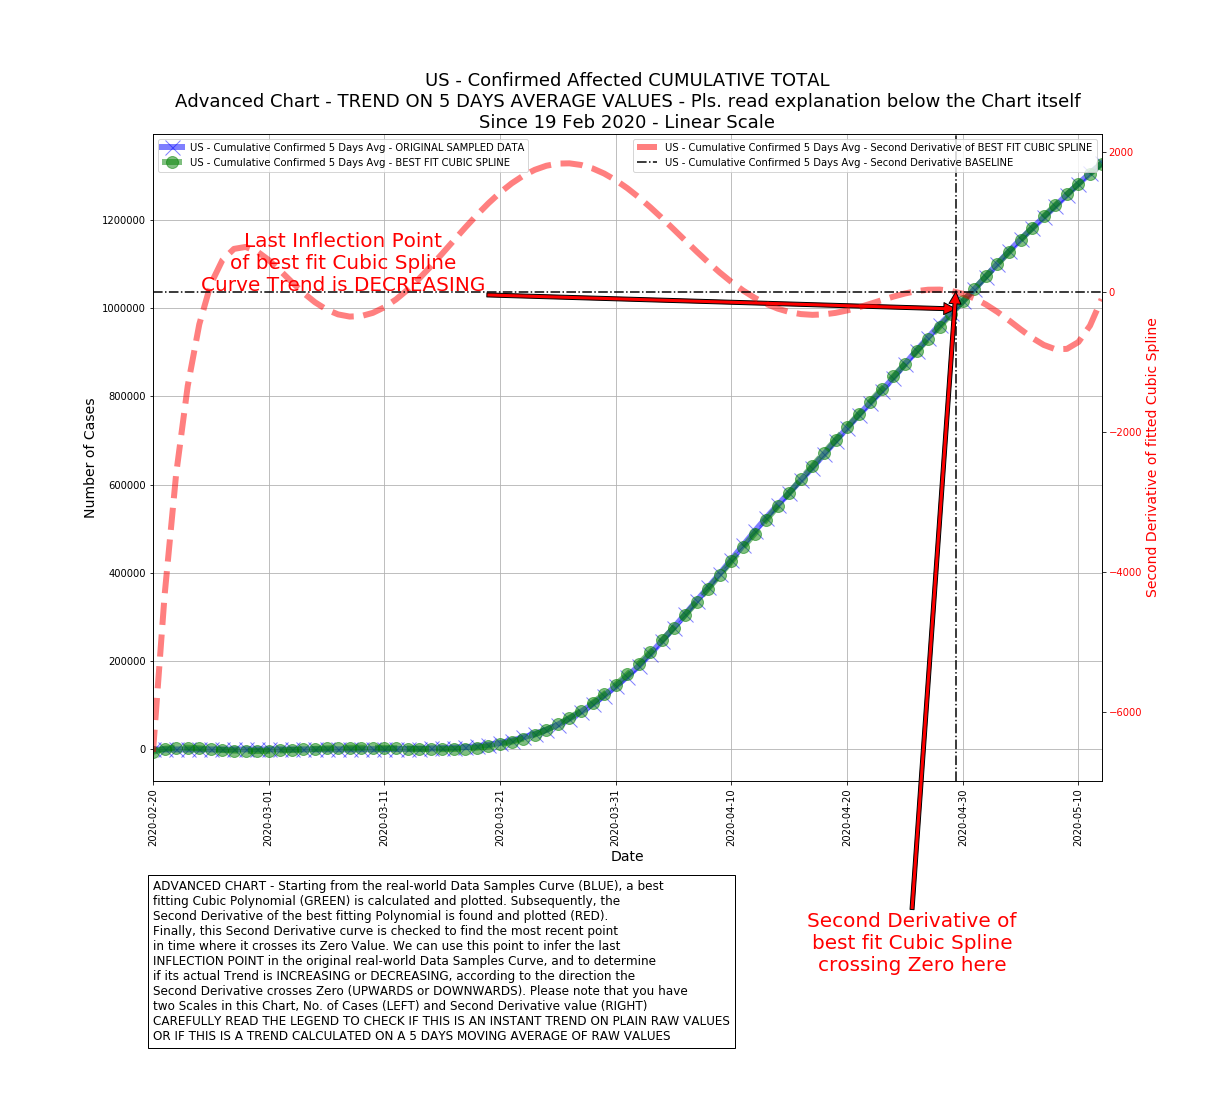 US - Confirmed Affected CUMULATIVE TOTAL
Advanced Chart - TREND ON 5 DAYS AVERAGE VALUES - Pls. read explanation below the Chart itself
Since 19 Feb 2020 - Linear Scale
US - Cumulative Confirmed 5 Days Avg - ORIGINAL SAMPLED DATA
US - Cumulative Confirmed 5 Days Avg - BEST FIT CUBIC SPLINE
US - Cumulative Confirmed 5 Days Avg - Second Derivative of BEST FIT CUBIC SPLINE
US - Cumulative Confirmed 5 Days Avg - Second Derivative BASELINE
Last Inflection Point
of best fit Cubic Spline
Curve Trend is DECREASING
Number of Cases
1200000
1000000
800000
600000
400000
200000
0
2000
0
−2000
−4000
−6000
Second Derivative of fitted Cubic Spline
2020-02-20
2020-03-01
2020-03-11
2020-03-21
2020-03-31
2020-04-10
2020-04-20
2020-04-30
2020-05-10
Date
ADVANCED CHART - Starting from the real-world Data Samples Curve (BLUE), a best
fitting Cubic Polynomial (GREEN) is calculated and plotted. Subsequently, the
Second Derivative of the best fitting Polynomial is found and plotted (RED).
Finally, this Second Derivative curve is checked to find the most recent point
in time where it crosses its Zero Value. We can use this point to infer the last
INFLECTION POINT in the original real-world Data Samples Curve, and to determine
if its actual Trend is INCREASING or DECREASING, according to the direction the
Second Derivative crosses Zero (UPWARDS or DOWNWARDS). Please note that you have
two Scales in this Chart, No. of Cases (LEFT) and Second Derivative value (RIGHT)
CAREFULLY READ THE LEGEND TO CHECK IF THIS IS AN INSTANT TREND ON PLAIN RAW VALUES
OR IF THIS IS A TREND CALCULATED ON A 5 DAYS MOVING AVERAGE OF RAW VALUES
Second Derivative of
best fit Cubic Spline
crossing Zero here